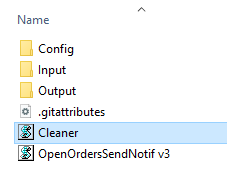 Name
Config
Input
Output
.gitattributes
Cleaner
OpenOrdersSendNotif v3